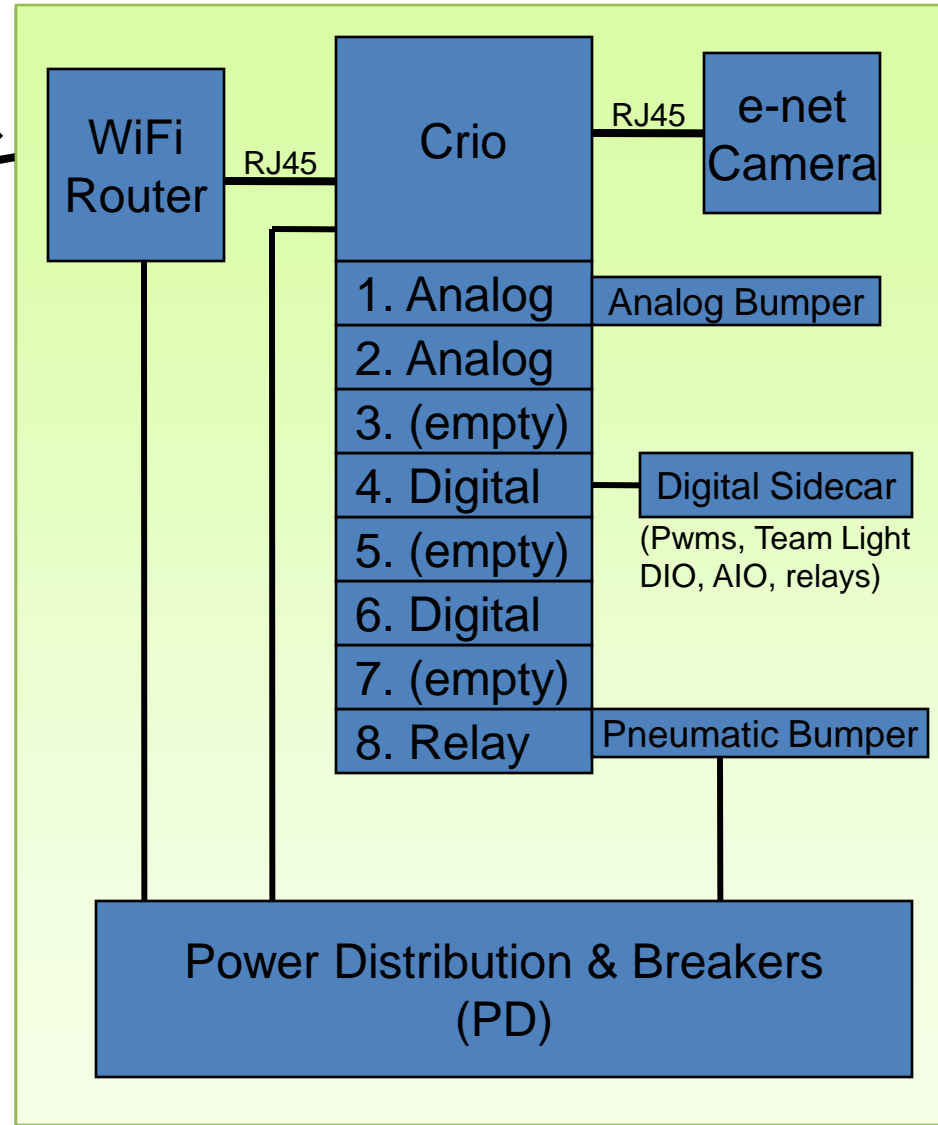 WiFi
Router
RJ45
Crio
RJ45
e-net
Camera
1. Analog
Analog Bumper
2. Analog
3. (empty)
4. Digital
Digital Sidecar
(Pwms, Team Light
DIO, AIO, relays)
5. (empty)
6. Digital
7. (empty)
8. Relay
Pneumatic Bumper
Power Distribution & Breakers
(PD)